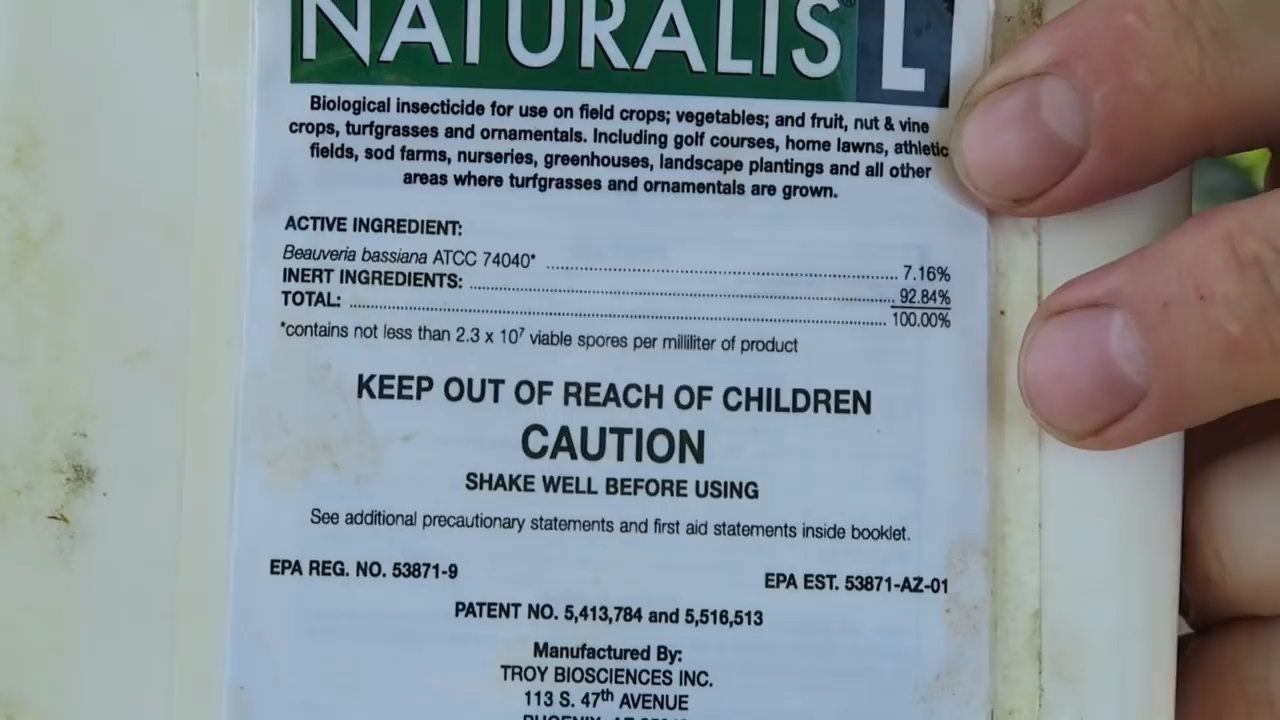 NATURALIS® L
Biological insecticide for use on field crops; vegetables; and fruit, nut & vine
crops, turfgrasses and ornamentals. Including golf courses, home lawns, athletic
fields, sod farms, nurseries, greenhouses, landscape plantings and all other
areas where turfgrasses and ornamentals are grown.
ACTIVE INGREDIENT:
Beauveria bassiana ATCC 74040* ........ 7.16%
INERT INGREDIENTS: ........ 92.84%
TOTAL: ........ 100.00%
*contains not less than 2.3 x 10⁷ viable spores per milliliter of product
KEEP OUT OF REACH OF CHILDREN
CAUTION
SHAKE WELL BEFORE USING
See additional precautionary statements and first aid statements inside booklet.
EPA REG. NO. 53871-9 EPA EST. 53871-AZ-01
PATENT NO. 5,413,784 and 5,516,513
Manufactured By:
TROY BIOSCIENCES INC.
113 S. 47th AVENUE